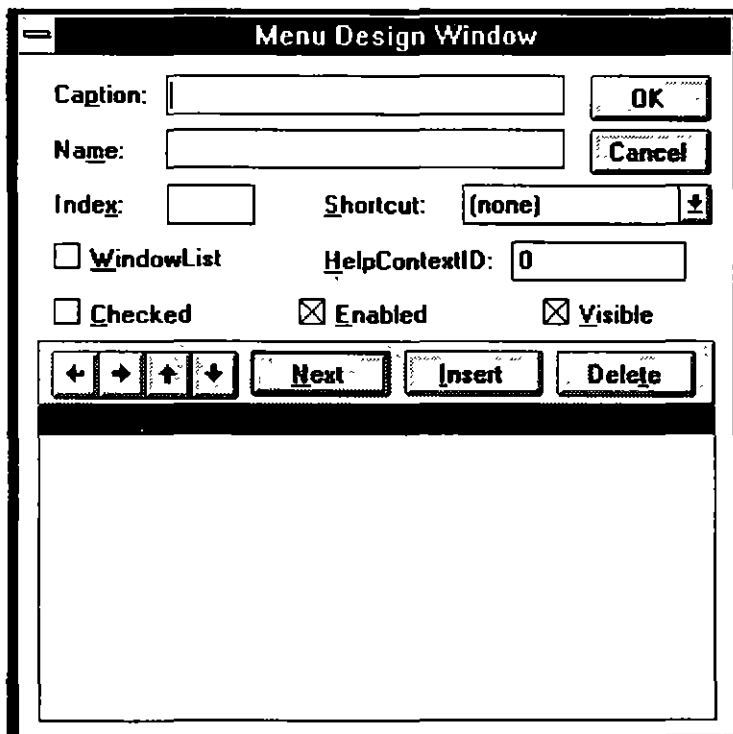 Menu Design Window
Caption: OK
Name: Cancel
Index: Shortcut: (none)
WindowList HelpContextID: 0
Checked Enabled Visible
Next Insert Delete